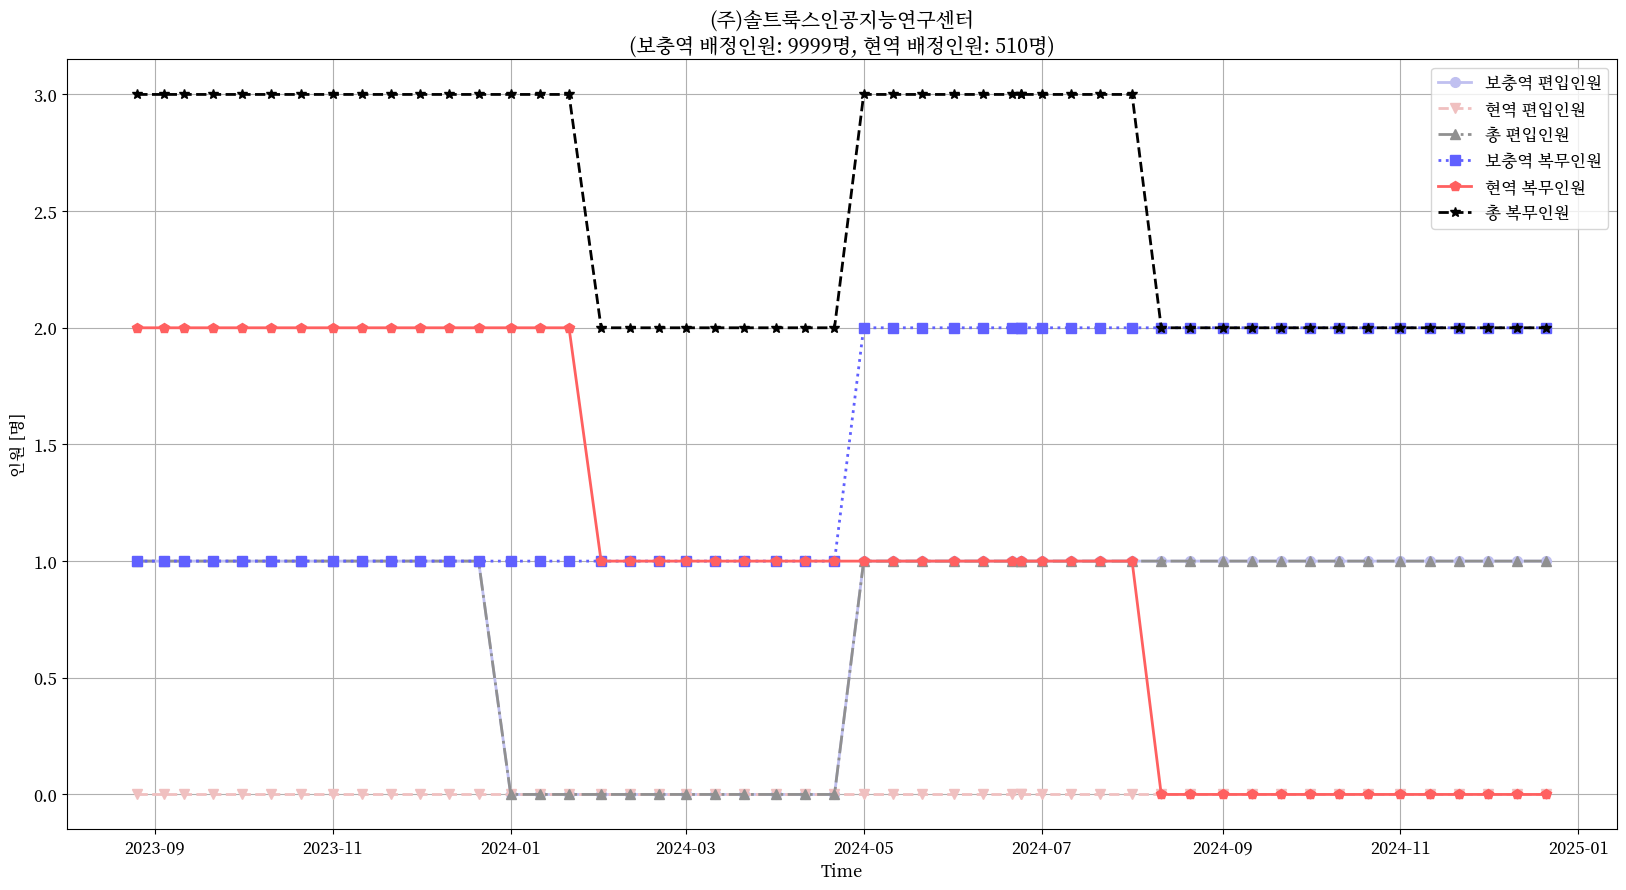 (주)솔트룩스인공지능연구센터
(보충역 배정인원: 9999명, 현역 배정인원: 510명)
보충역 편입인원
현역 편입인원
총 편입인원
보충역 복무인원
현역 복무인원
총 복무인원
인원 [명]
3.0
2.5
2.0
1.5
1.0
0.5
0.0
2023-09
2023-11
2024-01
2024-03
2024-05
2024-07
2024-09
2024-11
2025-01
Time